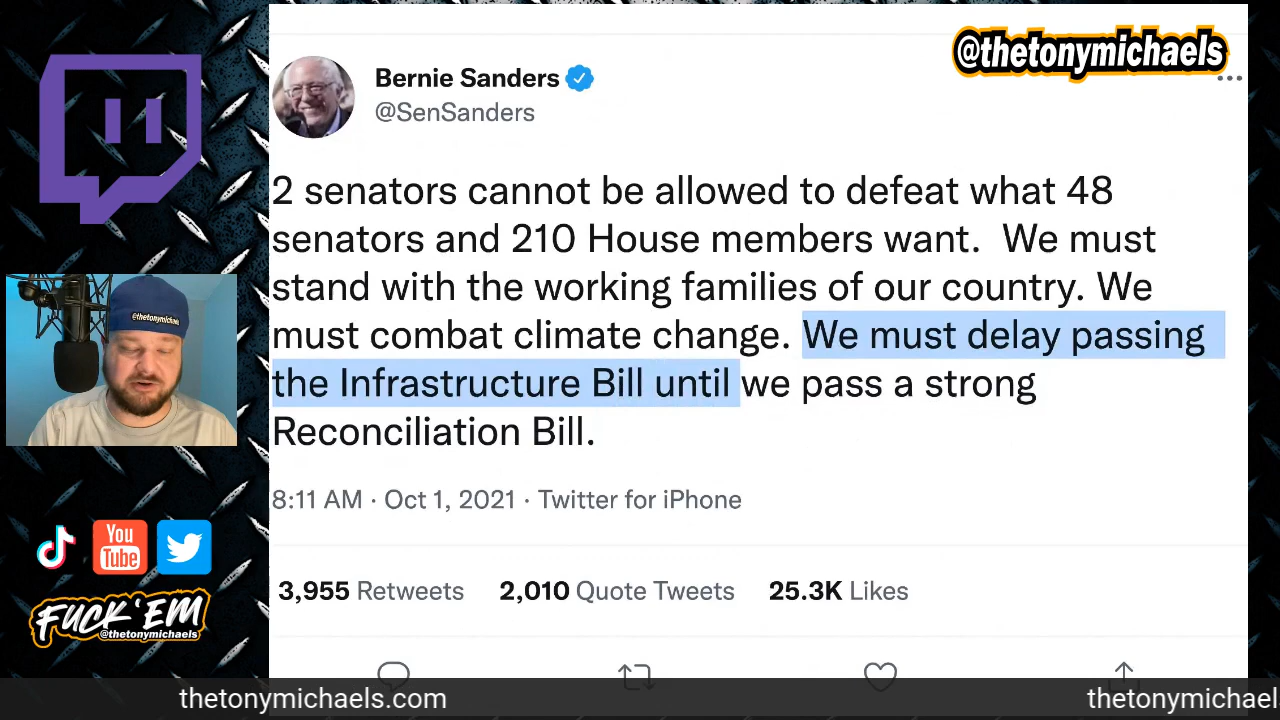 @thetonymichaels
Bernie Sanders
@SenSanders
2 senators cannot be allowed to defeat what 48
senators and 210 House members want.  We must
stand with the working families of our country. We
must combat climate change. We must delay passing
the Infrastructure Bill until we pass a strong
Reconciliation Bill.
8:11 AM · Oct 1, 2021 · Twitter for iPhone
3,955 Retweets 2,010 Quote Tweets 25.3K Likes
@thetonymichaels
You
Tube
FUCK 'EM
@thetonymichaels
thetonymichaels.com
thetonymichael